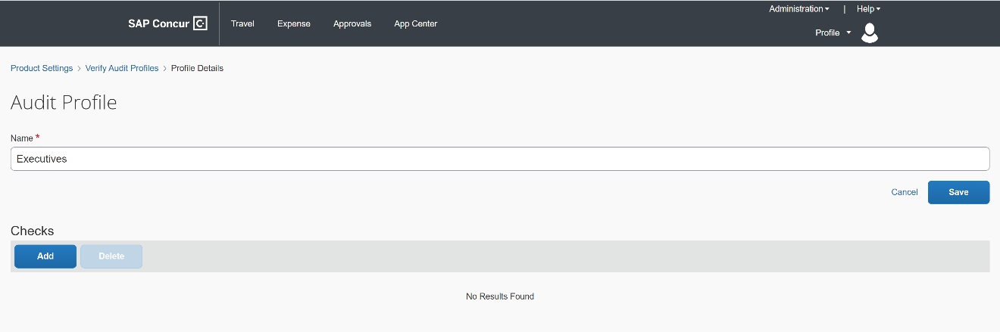 Administration | Help
SAP Concur C Travel Expense Approvals App Center
Profile
Product Settings > Verify Audit Profiles > Profile Details
Audit Profile
Name *
Executives
Cancel Save
Checks
Add Delete
No Results Found